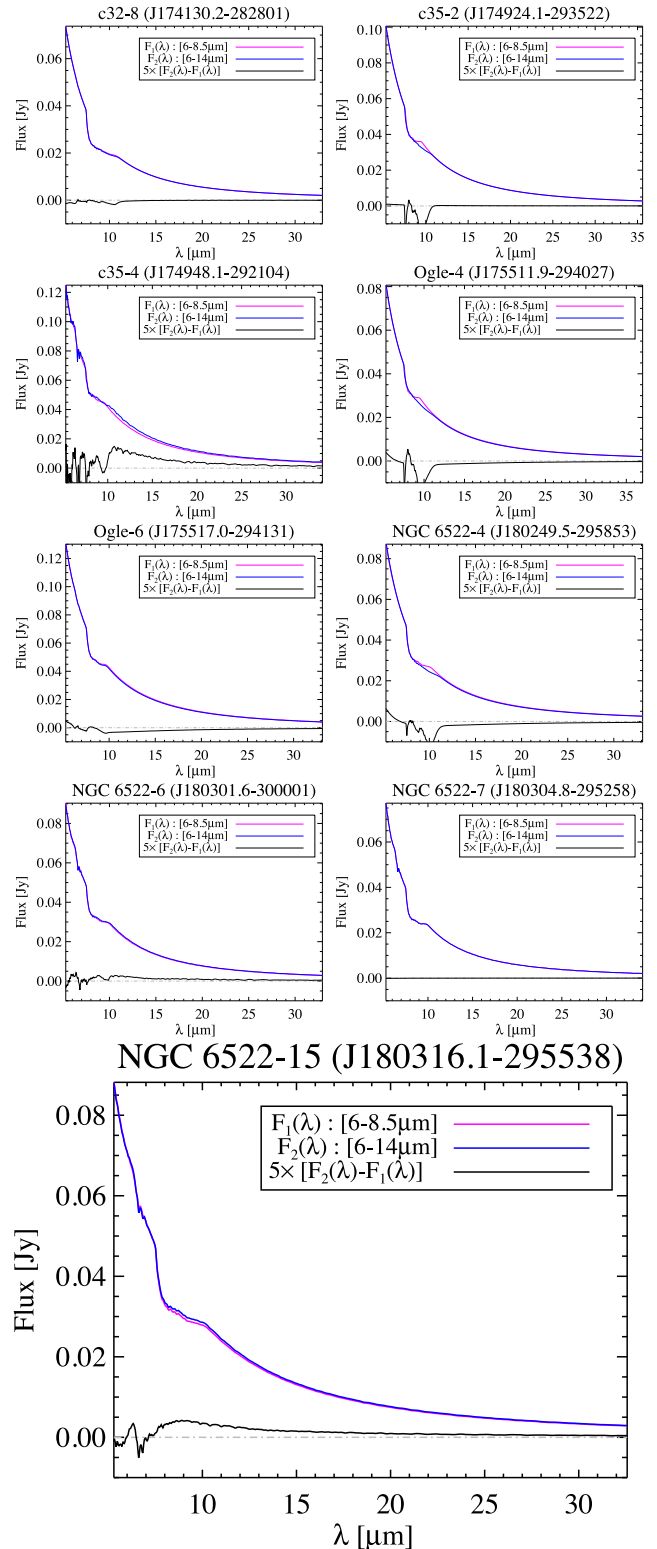 c32-8 (J174130.2-282801)
F₁(λ) : [6-8.5μm]
F₂(λ) : [6-14μm]
5× [F₂(λ)-F₁(λ)]
Flux [Jy]
0.06
0.04
0.02
0.00
10 15 20 25 30
λ [μm]
c35-2 (J174924.1-293522)
F₁(λ) : [6-8.5μm]
F₂(λ) : [6-14μm]
5× [F₂(λ)-F₁(λ)]
Flux [Jy]
0.10
0.08
0.06
0.04
0.02
0.00
10 15 20 25 30 35
λ [μm]
c35-4 (J174948.1-292104)
F₁(λ) : [6-8.5μm]
F₂(λ) : [6-14μm]
5× [F₂(λ)-F₁(λ)]
Flux [Jy]
0.12
0.10
0.08
0.06
0.04
0.02
0.00
10 15 20 25 30
λ [μm]
Ogle-4 (J175511.9-294027)
F₁(λ) : [6-8.5μm]
F₂(λ) : [6-14μm]
5× [F₂(λ)-F₁(λ)]
Flux [Jy]
0.08
0.06
0.04
0.02
0.00
10 15 20 25 30 35
λ [μm]
Ogle-6 (J175517.0-294131)
F₁(λ) : [6-8.5μm]
F₂(λ) : [6-14μm]
5× [F₂(λ)-F₁(λ)]
Flux [Jy]
0.12
0.10
0.08
0.06
0.04
0.02
0.00
10 15 20 25 30
λ [μm]
NGC 6522-4 (J180249.5-295853)
F₁(λ) : [6-8.5μm]
F₂(λ) : [6-14μm]
5× [F₂(λ)-F₁(λ)]
Flux [Jy]
0.08
0.06
0.04
0.02
0.00
10 15 20 25 30
λ [μm]
NGC 6522-6 (J180301.6-300001)
F₁(λ) : [6-8.5μm]
F₂(λ) : [6-14μm]
5× [F₂(λ)-F₁(λ)]
Flux [Jy]
0.08
0.06
0.04
0.02
0.00
10 15 20 25 30
λ [μm]
NGC 6522-7 (J180304.8-295258)
F₁(λ) : [6-8.5μm]
F₂(λ) : [6-14μm]
5× [F₂(λ)-F₁(λ)]
Flux [Jy]
0.06
0.04
0.02
0.00
10 15 20 25 30
λ [μm]
NGC 6522-15 (J180316.1-295538)
F₁(λ) : [6-8.5μm]
F₂(λ) : [6-14μm]
5× [F₂(λ)-F₁(λ)]
Flux [Jy]
0.08
0.06
0.04
0.02
0.00
10 15 20 25 30
λ [μm]